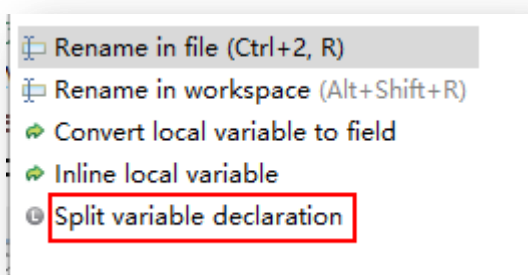 Rename in file (Ctrl+2, R)
Rename in workspace (Alt+Shift+R)
Convert local variable to field
Inline local variable
Split variable declaration